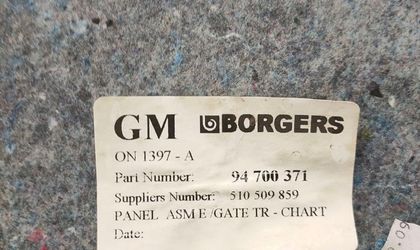 GM BORGERS
ON 1397 - A
Part Number: 94 700 371
Suppliers Number: 510 509 859
PANEL ASM E /GATE TR - CHART
Date: